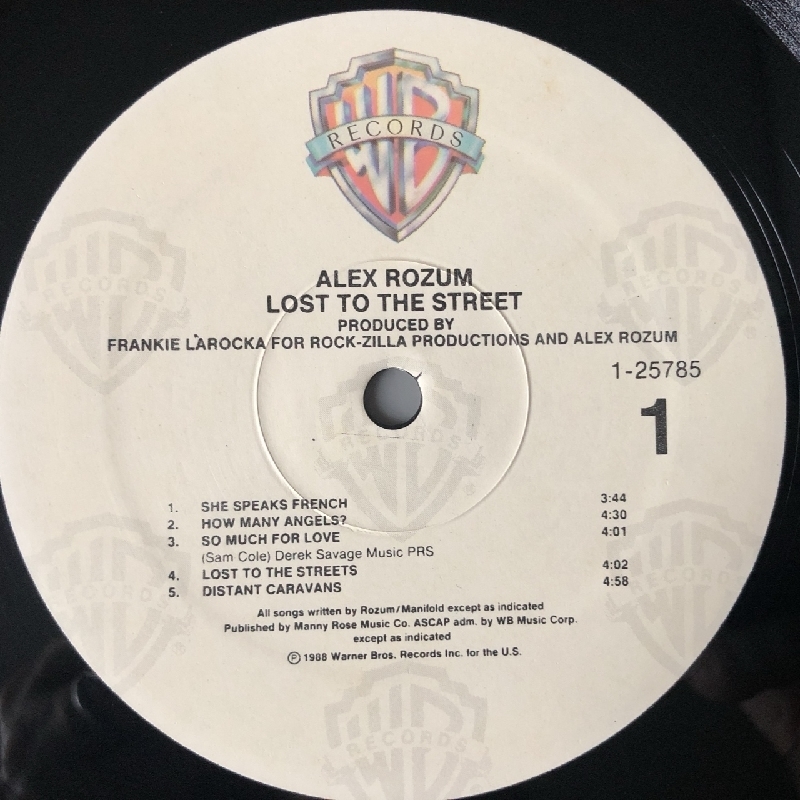 WB
RECORDS
ALEX ROZUM
LOST TO THE STREET
PRODUCED BY
FRANKIE LAROCKA FOR ROCK-ZILLA PRODUCTIONS AND ALEX ROZUM
1-25785
1
1. SHE SPEAKS FRENCH 3:44
2. HOW MANY ANGELS? 4:30
3. SO MUCH FOR LOVE 4:01
(Sam Cole) Derek Savage Music PRS
4. LOST TO THE STREETS 4:02
5. DISTANT CARAVANS 4:58
All songs written by Rozum/Manifold except as indicated
Published by Manny Rose Music Co. ASCAP adm. by WB Music Corp.
except as indicated
℗ 1988 Warner Bros. Records Inc. for the U.S.